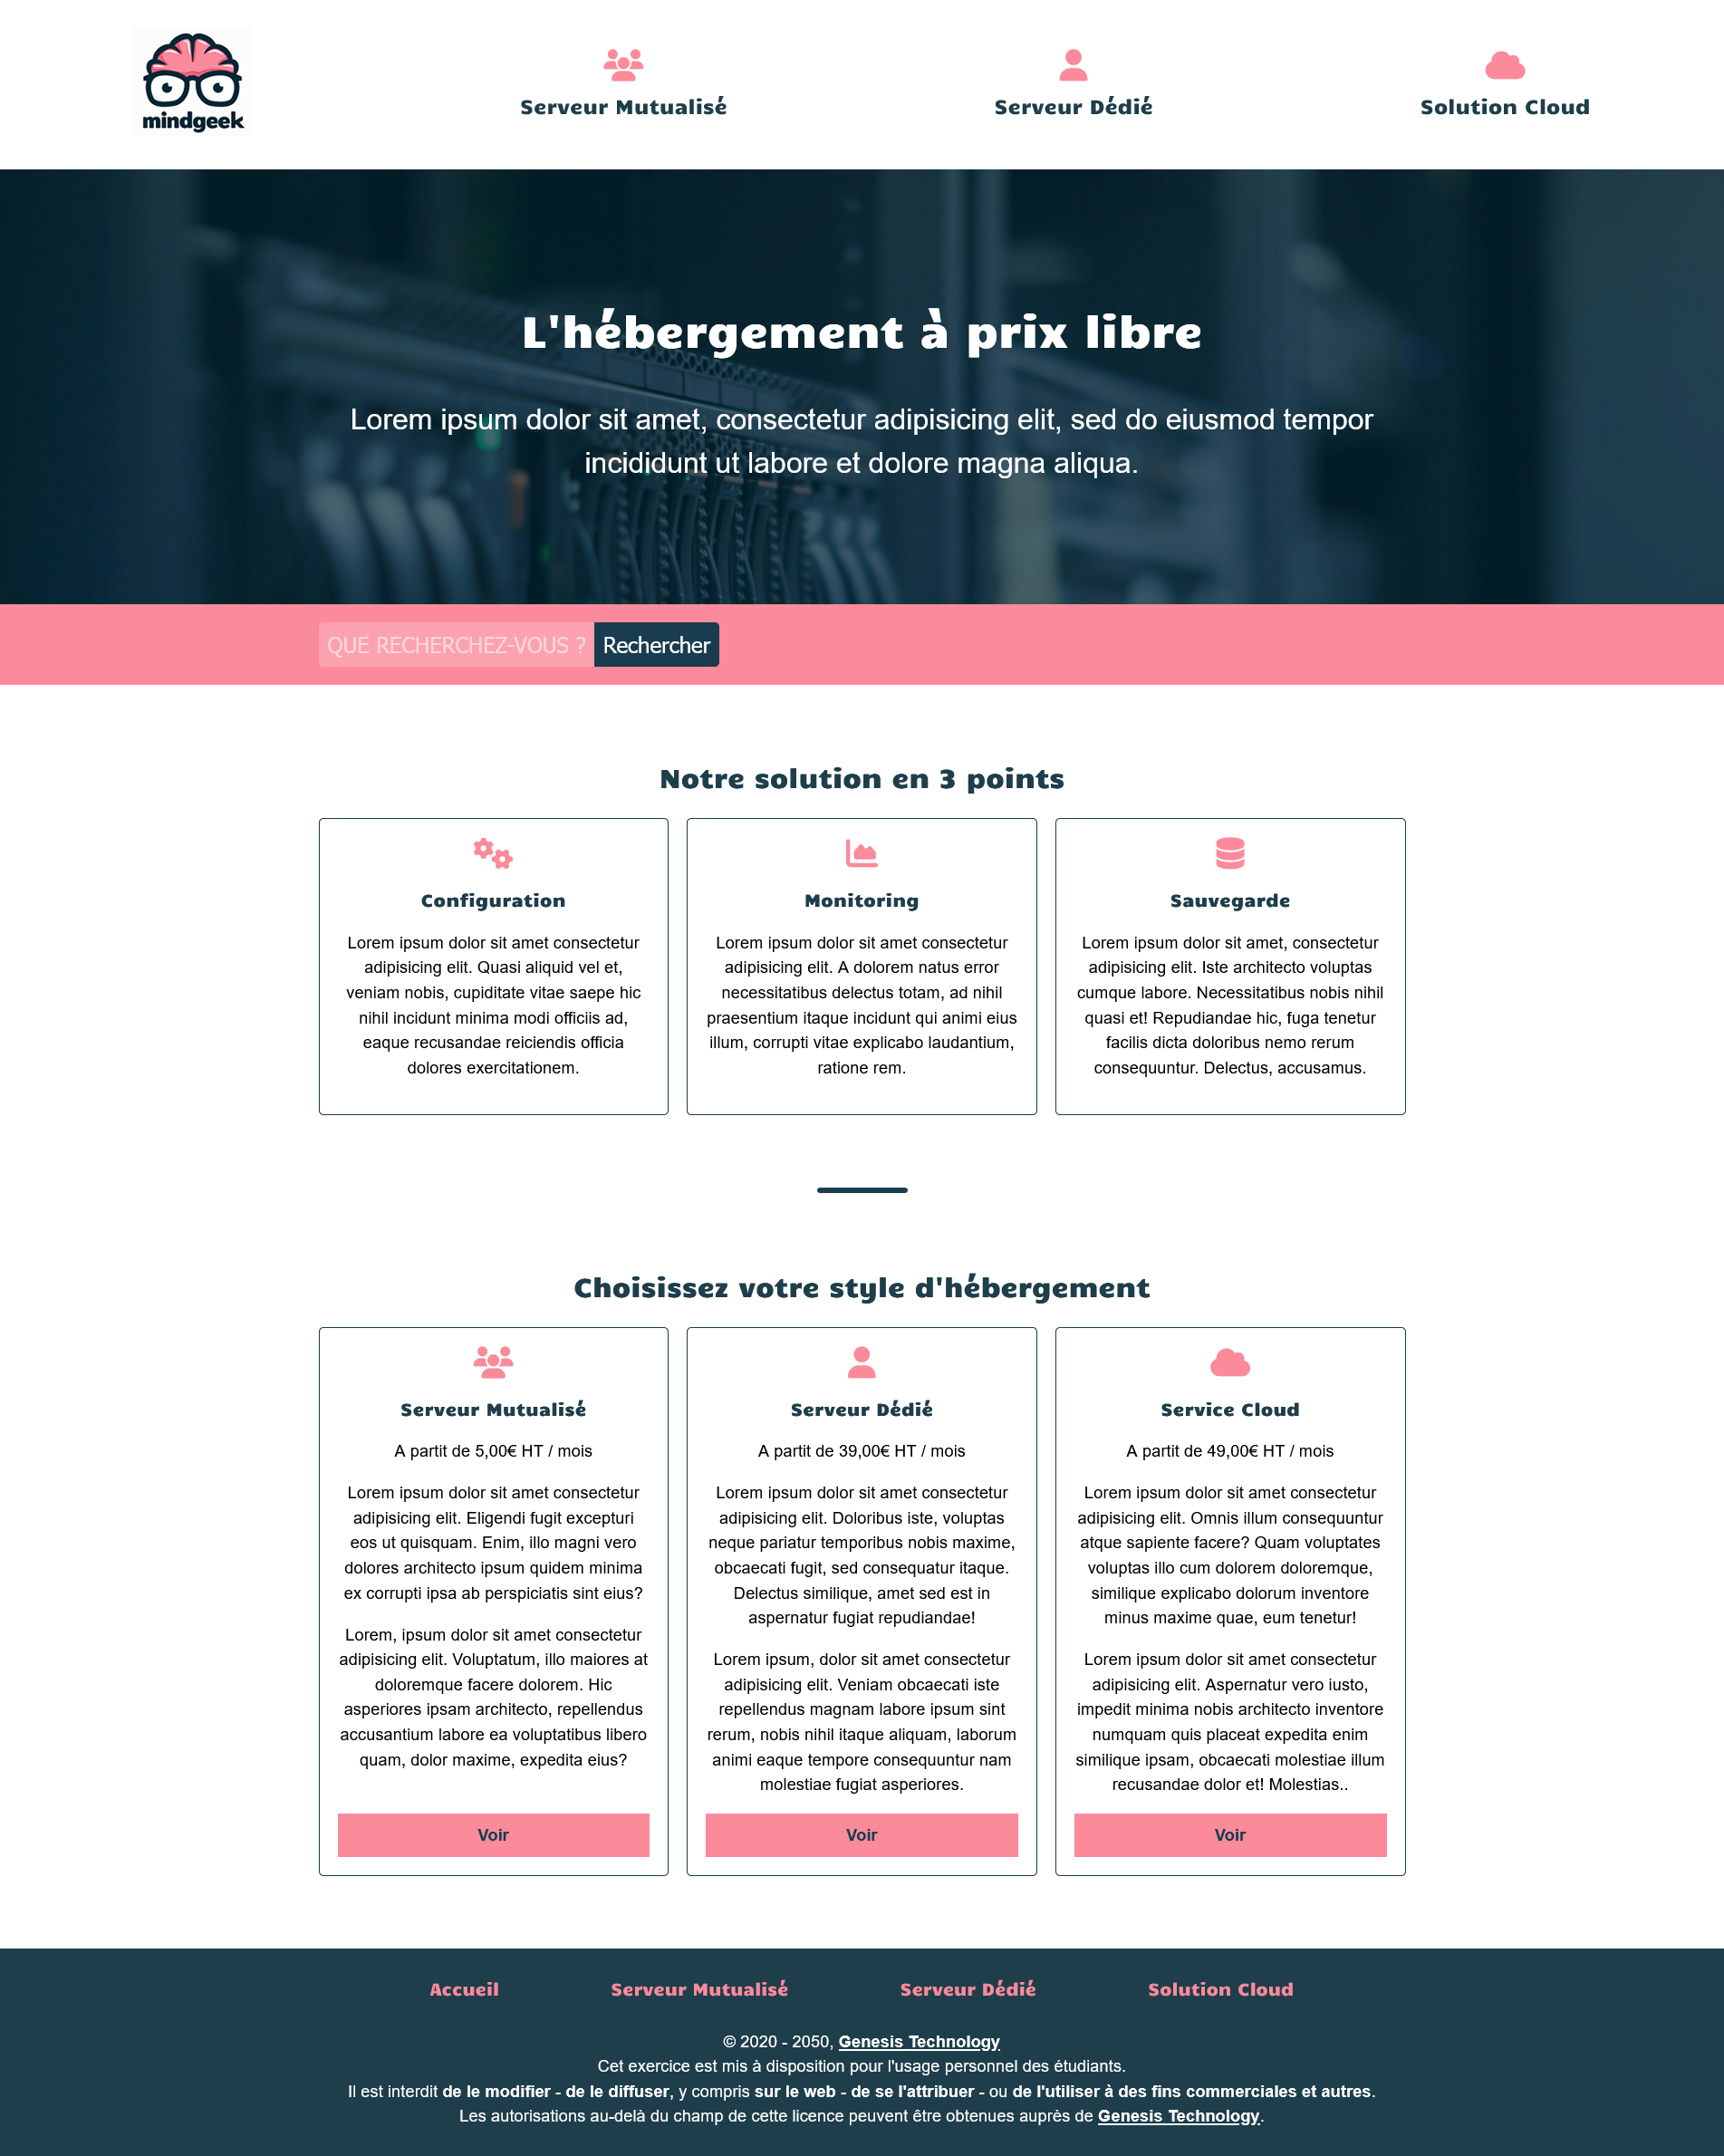 mindgeek
Serveur Mutualisé
Serveur Dédié
Solution Cloud
L'hébergement à prix libre
Lorem ipsum dolor sit amet, consectetur adipisicing elit, sed do eiusmod tempor
incididunt ut labore et dolore magna aliqua.
QUE RECHERCHEZ-VOUS ?
Rechercher
Notre solution en 3 points
Configuration
Lorem ipsum dolor sit amet consectetur
adipisicing elit. Quasi aliquid vel et,
veniam nobis, cupiditate vitae saepe hic
nihil incidunt minima modi officiis ad,
eaque recusandae reiciendis officia
dolores exercitationem.
Monitoring
Lorem ipsum dolor sit amet consectetur
adipisicing elit. A dolorem natus error
necessitatibus delectus totam, ad nihil
praesentium itaque incidunt qui animi eius
illum, corrupti vitae explicabo laudantium,
ratione rem.
Sauvegarde
Lorem ipsum dolor sit amet, consectetur
adipisicing elit. Iste architecto voluptas
cumque labore. Necessitatibus nobis nihil
quasi et! Repudiandae hic, fuga tenetur
facilis dicta doloribus nemo rerum
consequuntur. Delectus, accusamus.
Choisissez votre style d'hébergement
Serveur Mutualisé
A partit de 5,00€ HT / mois
Lorem ipsum dolor sit amet consectetur
adipisicing elit. Eligendi fugit excepturi
eos ut quisquam. Enim, illo magni vero
dolores architecto ipsum quidem minima
ex corrupti ipsa ab perspiciatis sint eius?
Lorem, ipsum dolor sit amet consectetur
adipisicing elit. Voluptatum, illo maiores at
doloremque facere dolorem. Hic
asperiores ipsam architecto, repellendus
accusantium labore ea voluptatibus libero
quam, dolor maxime, expedita eius?
Voir
Serveur Dédié
A partit de 39,00€ HT / mois
Lorem ipsum dolor sit amet consectetur
adipisicing elit. Doloribus iste, voluptas
neque pariatur temporibus nobis maxime,
obcaecati fugit, sed consequatur itaque.
Delectus similique, amet sed est in
aspernatur fugiat repudiandae!
Lorem ipsum, dolor sit amet consectetur
adipisicing elit. Veniam obcaecati iste
repellendus magnam labore ipsum sint
rerum, nobis nihil itaque aliquam, laborum
animi eaque tempore consequuntur nam
molestiae fugiat asperiores.
Voir
Service Cloud
A partit de 49,00€ HT / mois
Lorem ipsum dolor sit amet consectetur
adipisicing elit. Omnis illum consequuntur
atque sapiente facere? Quam voluptates
voluptas illo cum dolorem doloremque,
similique explicabo dolorum inventore
minus maxime quae, eum tenetur!
Lorem ipsum dolor sit amet consectetur
adipisicing elit. Aspernatur vero iusto,
impedit minima nobis architecto inventore
numquam quis placeat expedita enim
similique ipsam, obcaecati molestiae illum
recusandae dolor et! Molestias..
Voir
Accueil
Serveur Mutualisé
Serveur Dédié
Solution Cloud
© 2020 - 2050, Genesis Technology
Cet exercice est mis à disposition pour l'usage personnel des étudiants.
Il est interdit de le modifier - de le diffuser, y compris sur le web - de se l'attribuer - ou de l'utiliser à des fins commerciales et autres.
Les autorisations au-delà du champ de cette licence peuvent être obtenues auprès de Genesis Technology.